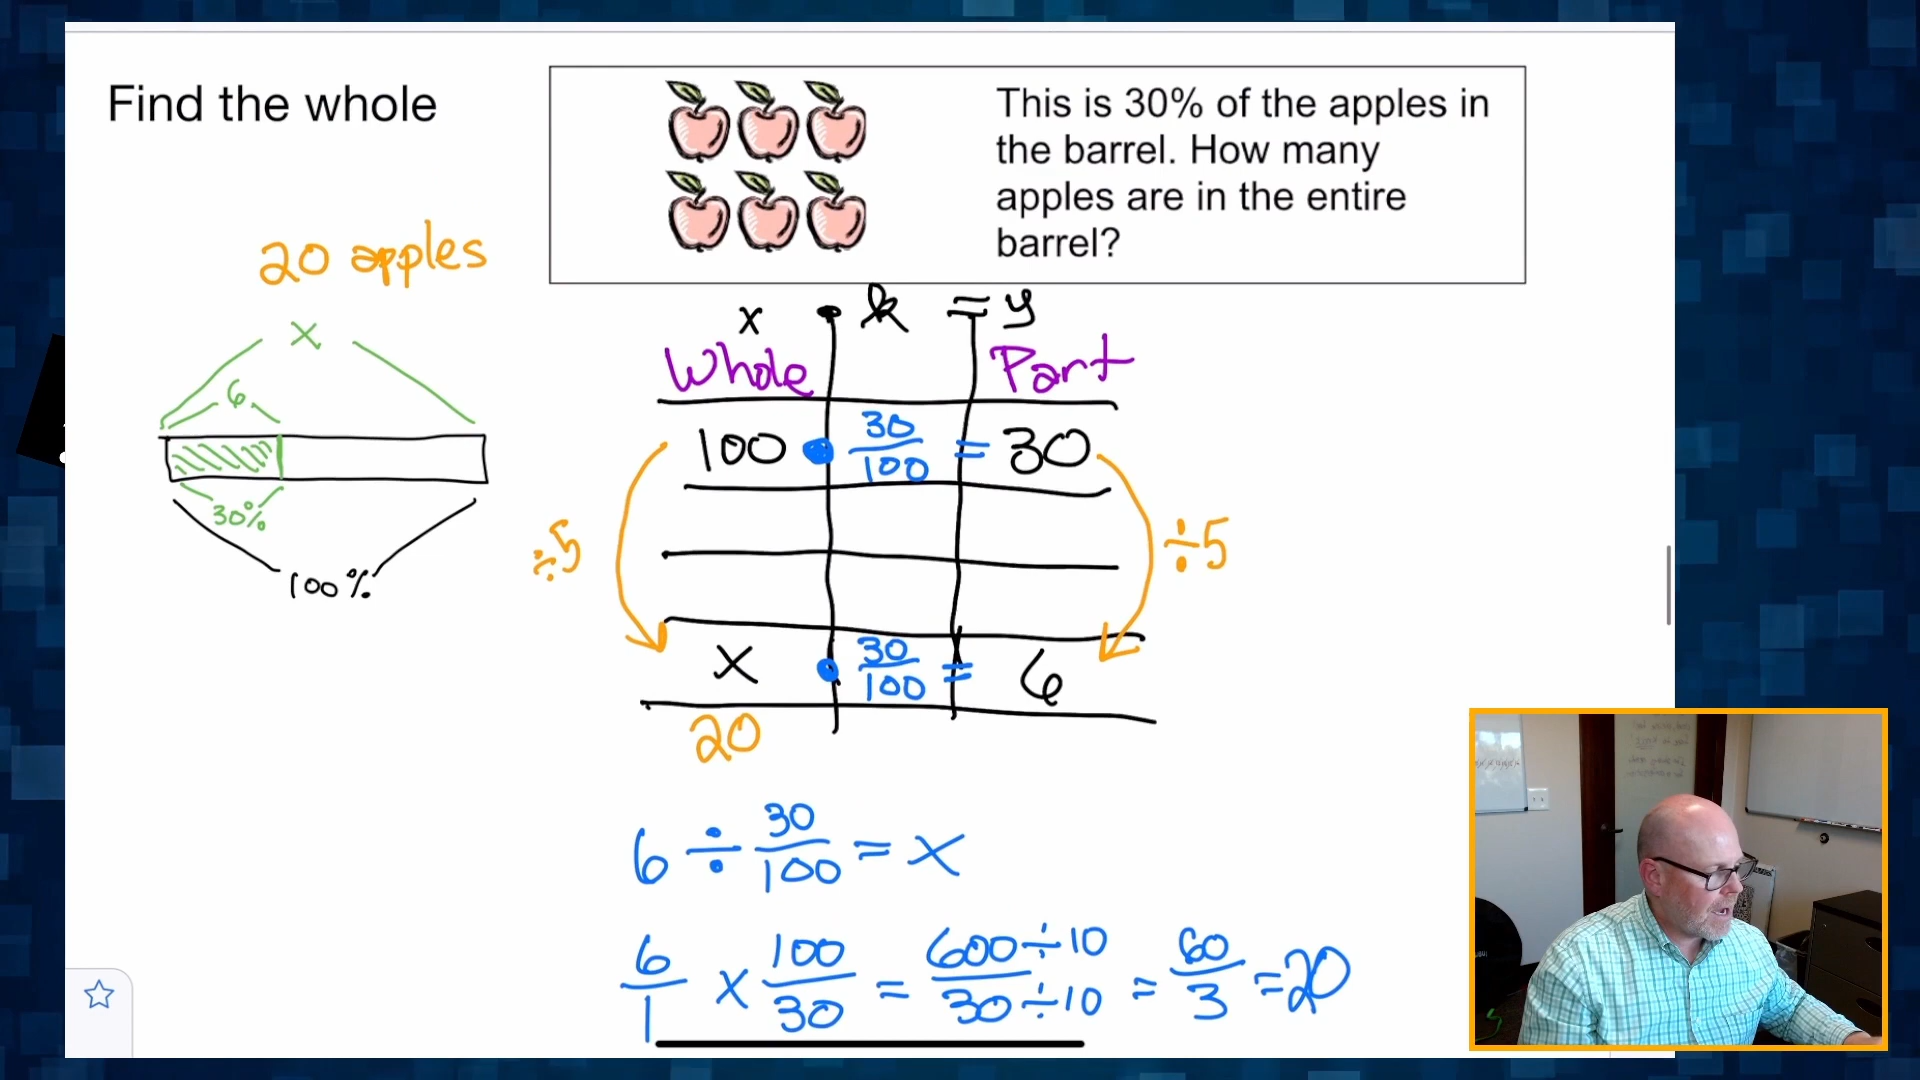 Find the whole
This is 30% of the apples in
the barrel. How many
apples are in the entire
barrel?
20 apples
x
6
30%
100%
x • k = y
Whole Part
100 • 30/100 = 30
÷5 ÷5
x • 30/100 = 6
20
6 ÷ 30/100 = x
6/1 x 100/30 = 600÷10/30÷10 = 60/3 = 20